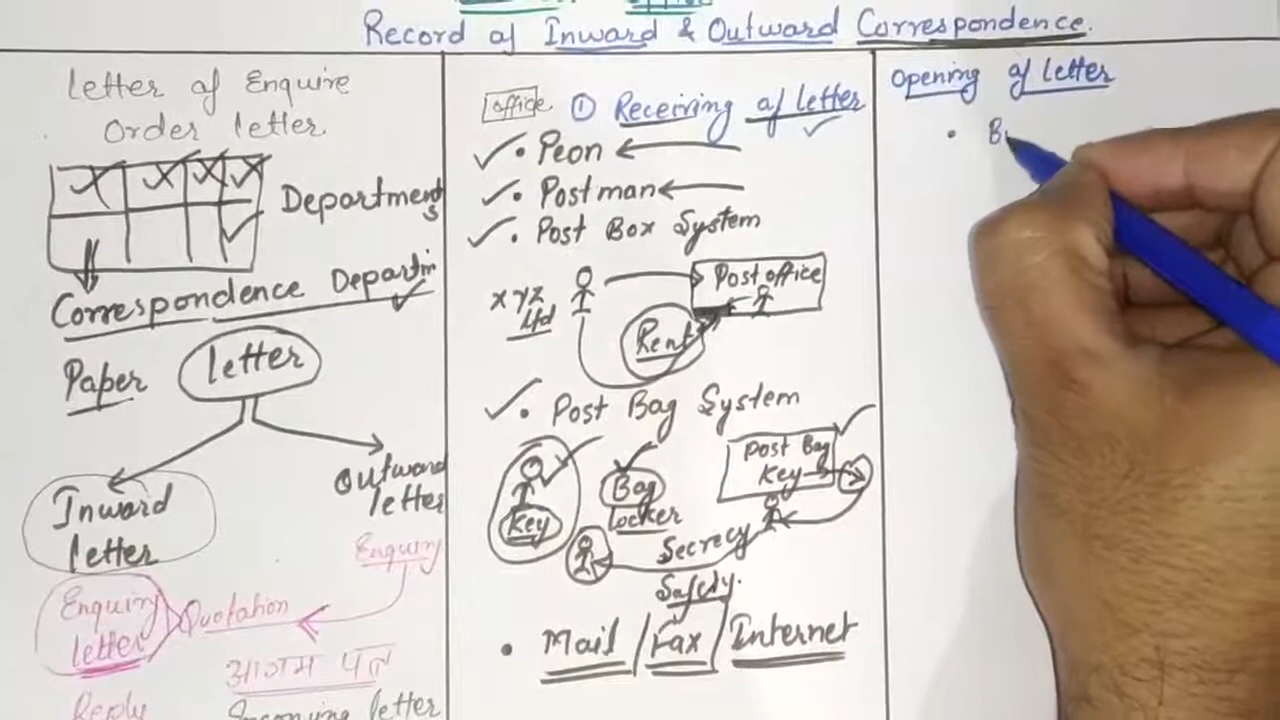 Record of Inward & Outward Correspondence.
Letter of Enquire
Order letter
Departments
Correspondence Departm
Paper
letter
Inward
letter
Outward
letter
Enquiry
Enquiry
letter
Quotation
आगम पत्र
Reply
Incoming letter
office ① Receiving of letter
• Peon
• Postman
• Post Box System
xyz
Ltd
Post office
Rent
• Post Bag System
Key
Bag
Locker
Post Bag
Key
Secrecy
Safety.
• Mail / Fax / Internet
Opening of letter
• B